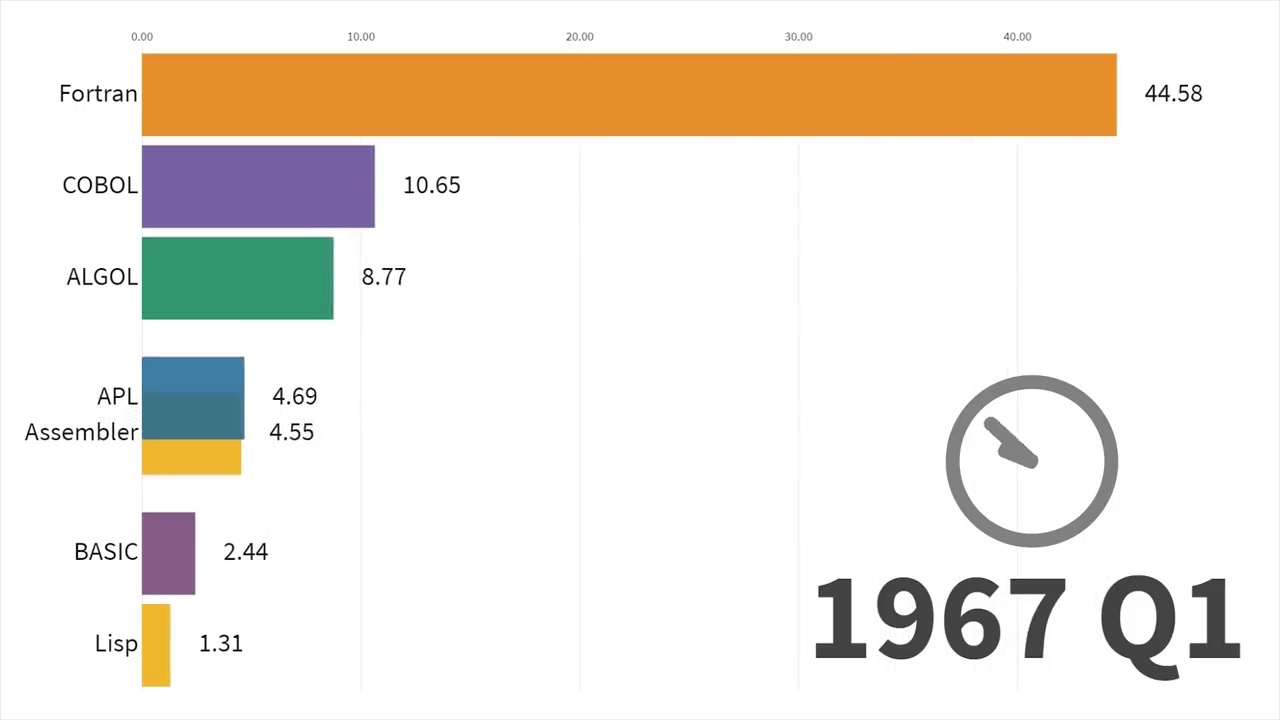 0.00 10.00 20.00 30.00 40.00
Fortran 44.58
COBOL 10.65
ALGOL 8.77
APL 4.69
Assembler 4.55
BASIC 2.44
Lisp 1.31
1967 Q1